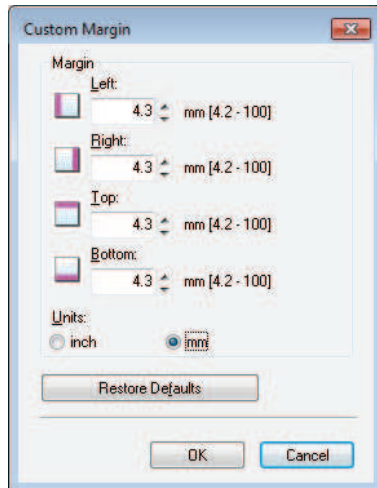 Custom Margin
Margin
Left:
4.3 mm [4.2 - 100]
Right:
4.3 mm [4.2 - 100]
Top:
4.3 mm [4.2 - 100]
Bottom:
4.3 mm [4.2 - 100]
Units:
inch mm
Restore Defaults
OK Cancel